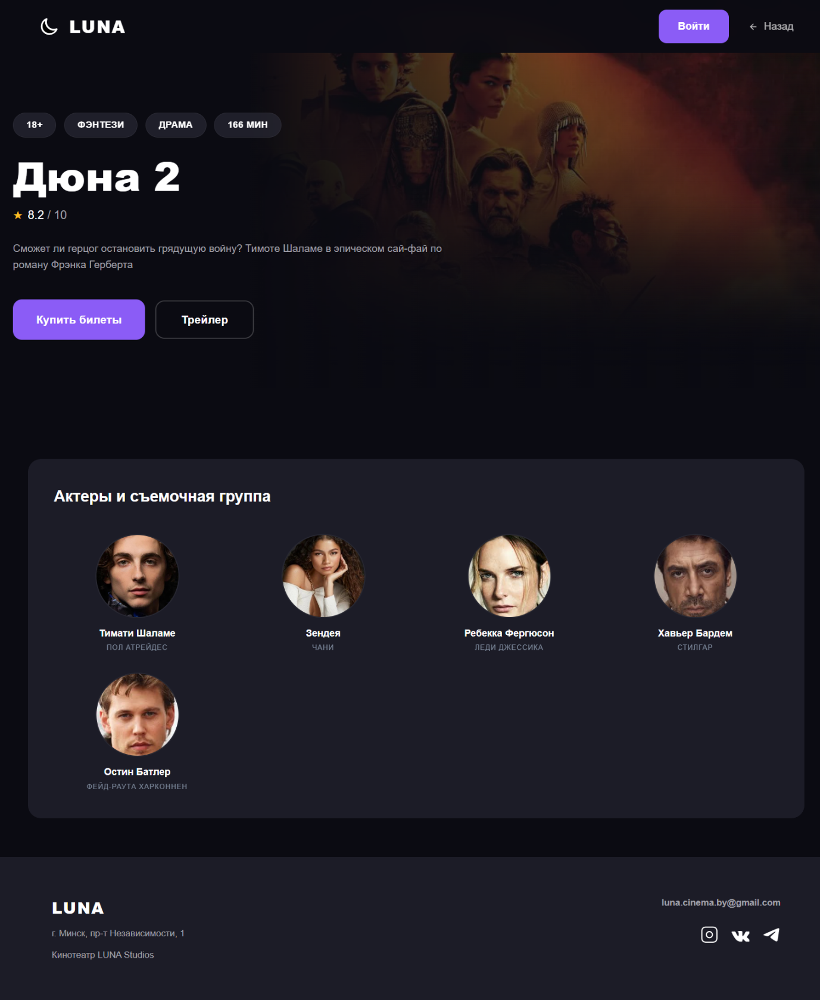 LUNA
Войти
← Назад
18+
ФЭНТЕЗИ
ДРАМА
166 МИН
Дюна 2
★ 8.2 / 10
Сможет ли герцог остановить грядущую войну? Тимоте Шаламе в эпическом сай-фай по
роману Фрэнка Герберта
Купить билеты
Трейлер
Актеры и съемочная группа
Тимати Шаламе
ПОЛ АТРЕЙДЕС
Зендея
ЧАНИ
Ребекка Фергюсон
ЛЕДИ ДЖЕССИКА
Хавьер Бардем
СТИЛГАР
Остин Батлер
ФЕЙД-РАУТА ХАРКОННЕН
LUNA
г. Минск, пр-т Независимости, 1
Кинотеатр LUNA Studios
luna.cinema.by@gmail.com